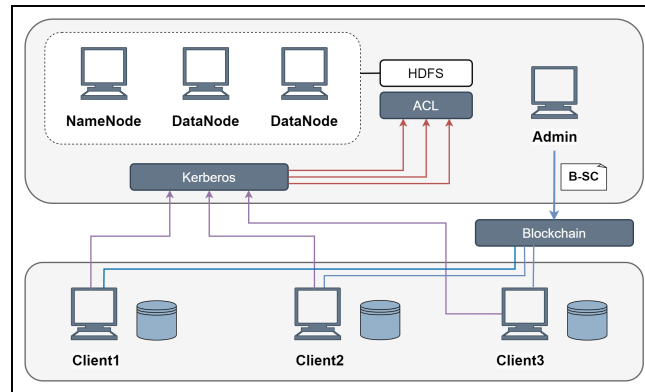 HDFS
NameNode
DataNode
DataNode
ACL
Admin
Kerberos
B-SC
Blockchain
Client1
Client2
Client3